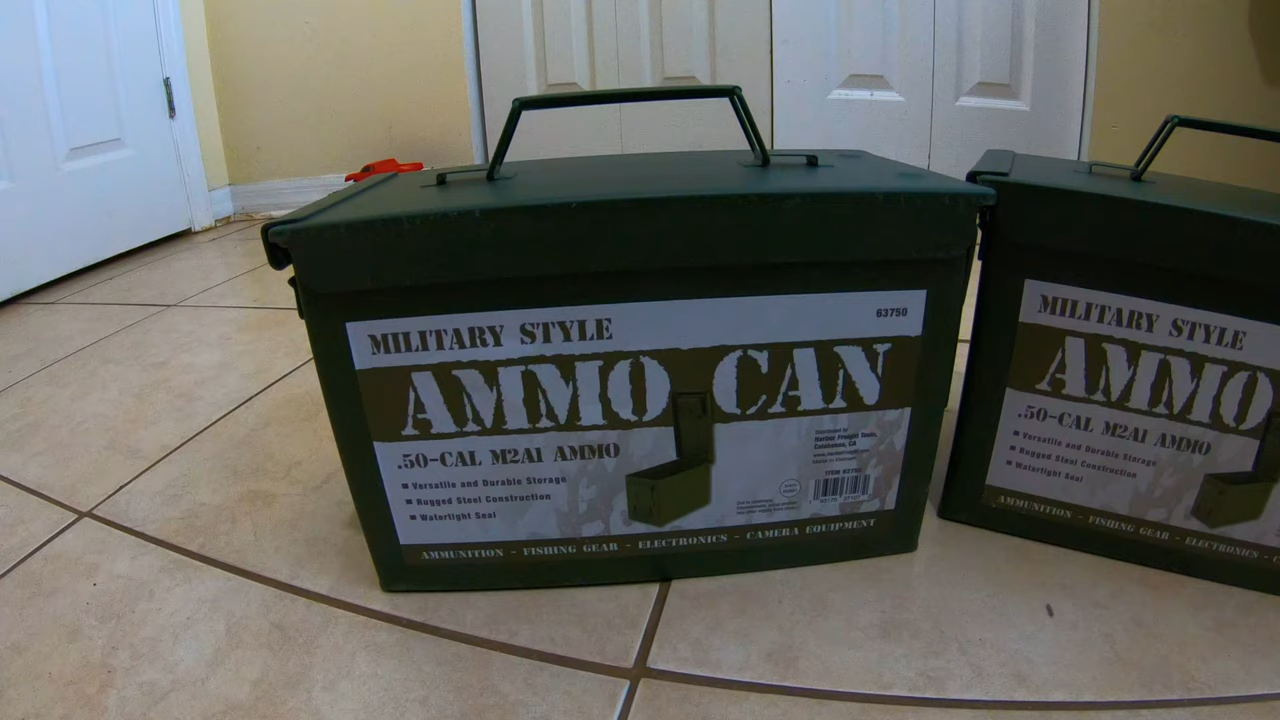 MILITARY STYLE
63750
AMMO CAN
.50-CAL M2A1 AMMO
Versatile and Durable Storage
Rugged Steel Construction
Watertight Seal
Distributed by
Harbor Freight Tools,
Calabasas, CA
AMMUNITION - FISHING GEAR - ELECTRONICS - CAMERA EQUIPMENT
MILITARY STYLE
AMMO
.50-CAL M2A1 AMMO
Versatile and Durable Storage
Rugged Steel Construction
Watertight Seal
AMMUNITION - FISHING GEAR - ELECTRONICS - C